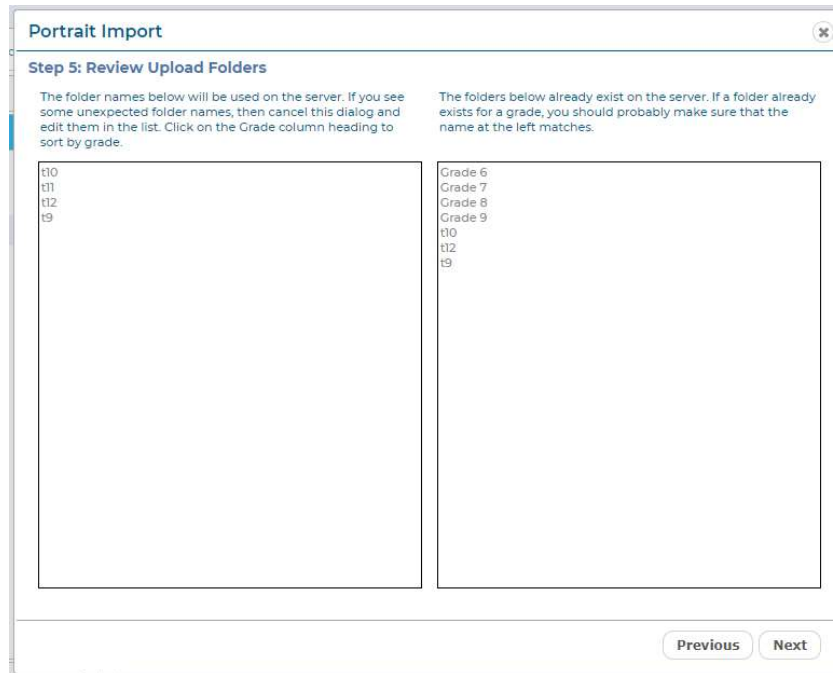 Portrait Import
Step 5: Review Upload Folders
The folder names below will be used on the server. If you see
some unexpected folder names, then cancel this dialog and
edit them in the list. Click on the Grade column heading to
sort by grade.
The folders below already exist on the server. If a folder already
exists for a grade, you should probably make sure that the
name at the left matches.
t10
t11
t12
t9
Grade 6
Grade 7
Grade 8
Grade 9
t10
t12
t9
Previous
Next